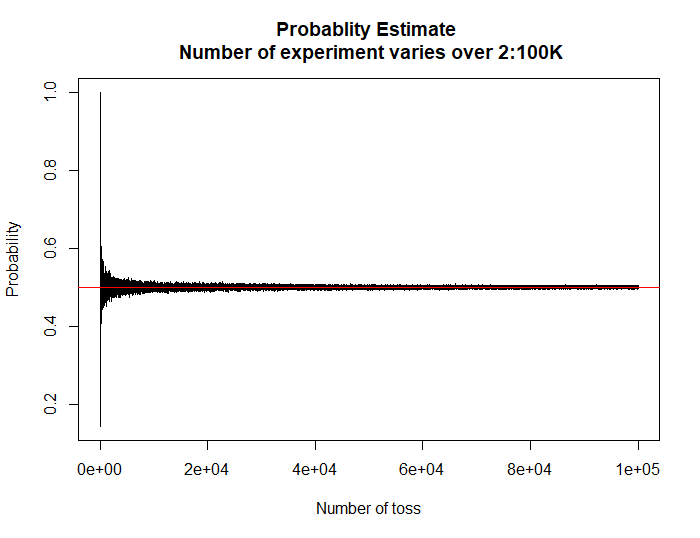 Probablity Estimate
Number of experiment varies over 2:100K
1.0
0.8
0.6
0.4
0.2
Probability
0e+00 2e+04 4e+04 6e+04 8e+04 1e+05
Number of toss